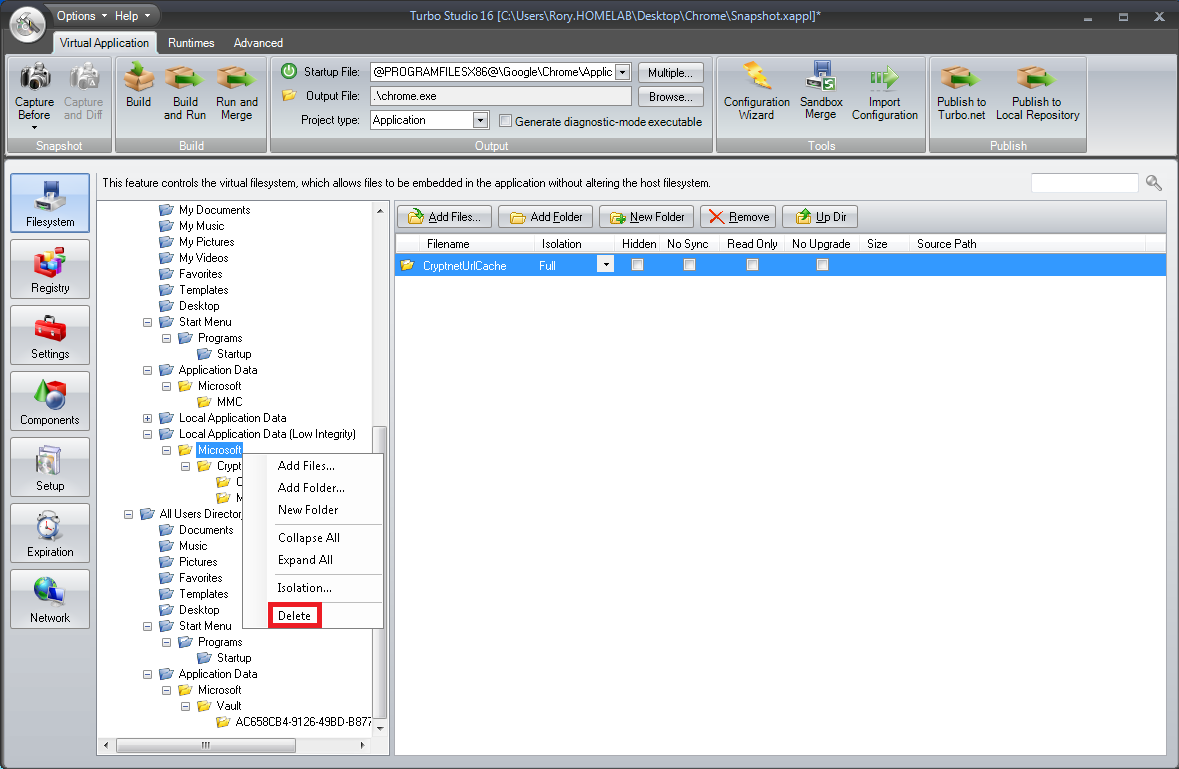 Options Help Turbo Studio 16 [C:\Users\Rory.HOMELAB\Desktop\Chrome\Snapshot.xappl]*
Virtual Application Runtimes Advanced
Capture Before
Capture and Diff
Snapshot
Build
Build and Run
Run and Merge
Build
Startup File: @PROGRAMFILESX86@\Google\Chrome\Applic Multiple...
Output File: .\chrome.exe Browse...
Project type: Application Generate diagnostic-mode executable
Output
Configuration Wizard
Sandbox Merge
Import Configuration
Tools
Publish to Turbo.net
Publish to Local Repository
Publish
Filesystem
Registry
Settings
Components
Setup
Expiration
Network
This feature controls the virtual filesystem, which allows files to be embedded in the application without altering the host filesystem.
My Documents
My Music
My Pictures
My Videos
Favorites
Templates
Desktop
Start Menu
Programs
Startup
Application Data
Microsoft
MMC
Local Application Data
Local Application Data (Low Integrity)
Microsoft
Crypt
C
M
All Users Director
Documents
Music
Pictures
Favorites
Templates
Desktop
Start Menu
Programs
Startup
Application Data
Microsoft
Vault
AC658CB4-9126-49BD-B877
Add Files...
Add Folder...
New Folder
Collapse All
Expand All
Isolation...
Delete
Add Files... Add Folder New Folder Remove Up Dir
Filename Isolation Hidden No Sync Read Only No Upgrade Size Source Path
CryptnetUrlCache Full